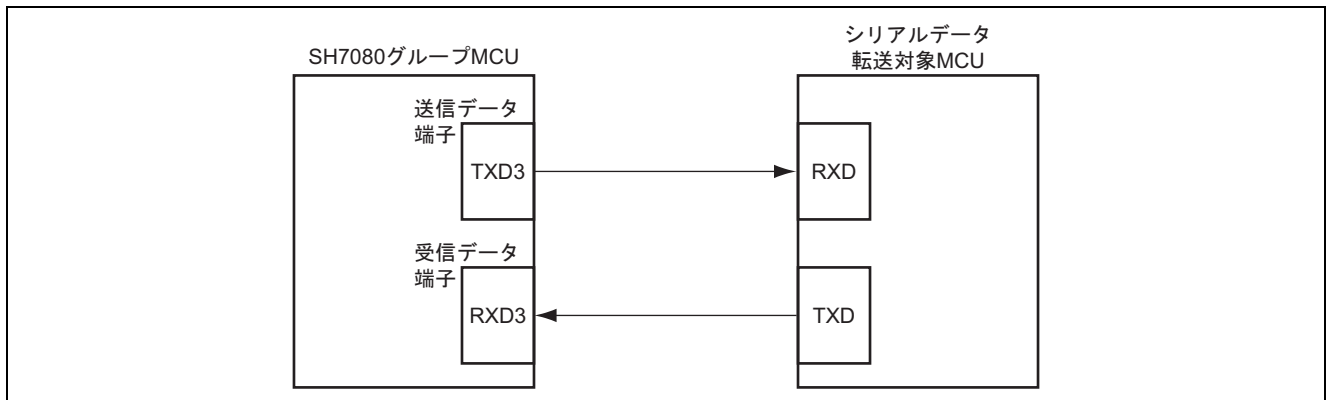 SH7080グループMCU
シリアルデータ
転送対象MCU
送信データ
端子
TXD3
RXD
受信データ
端子
RXD3
TXD